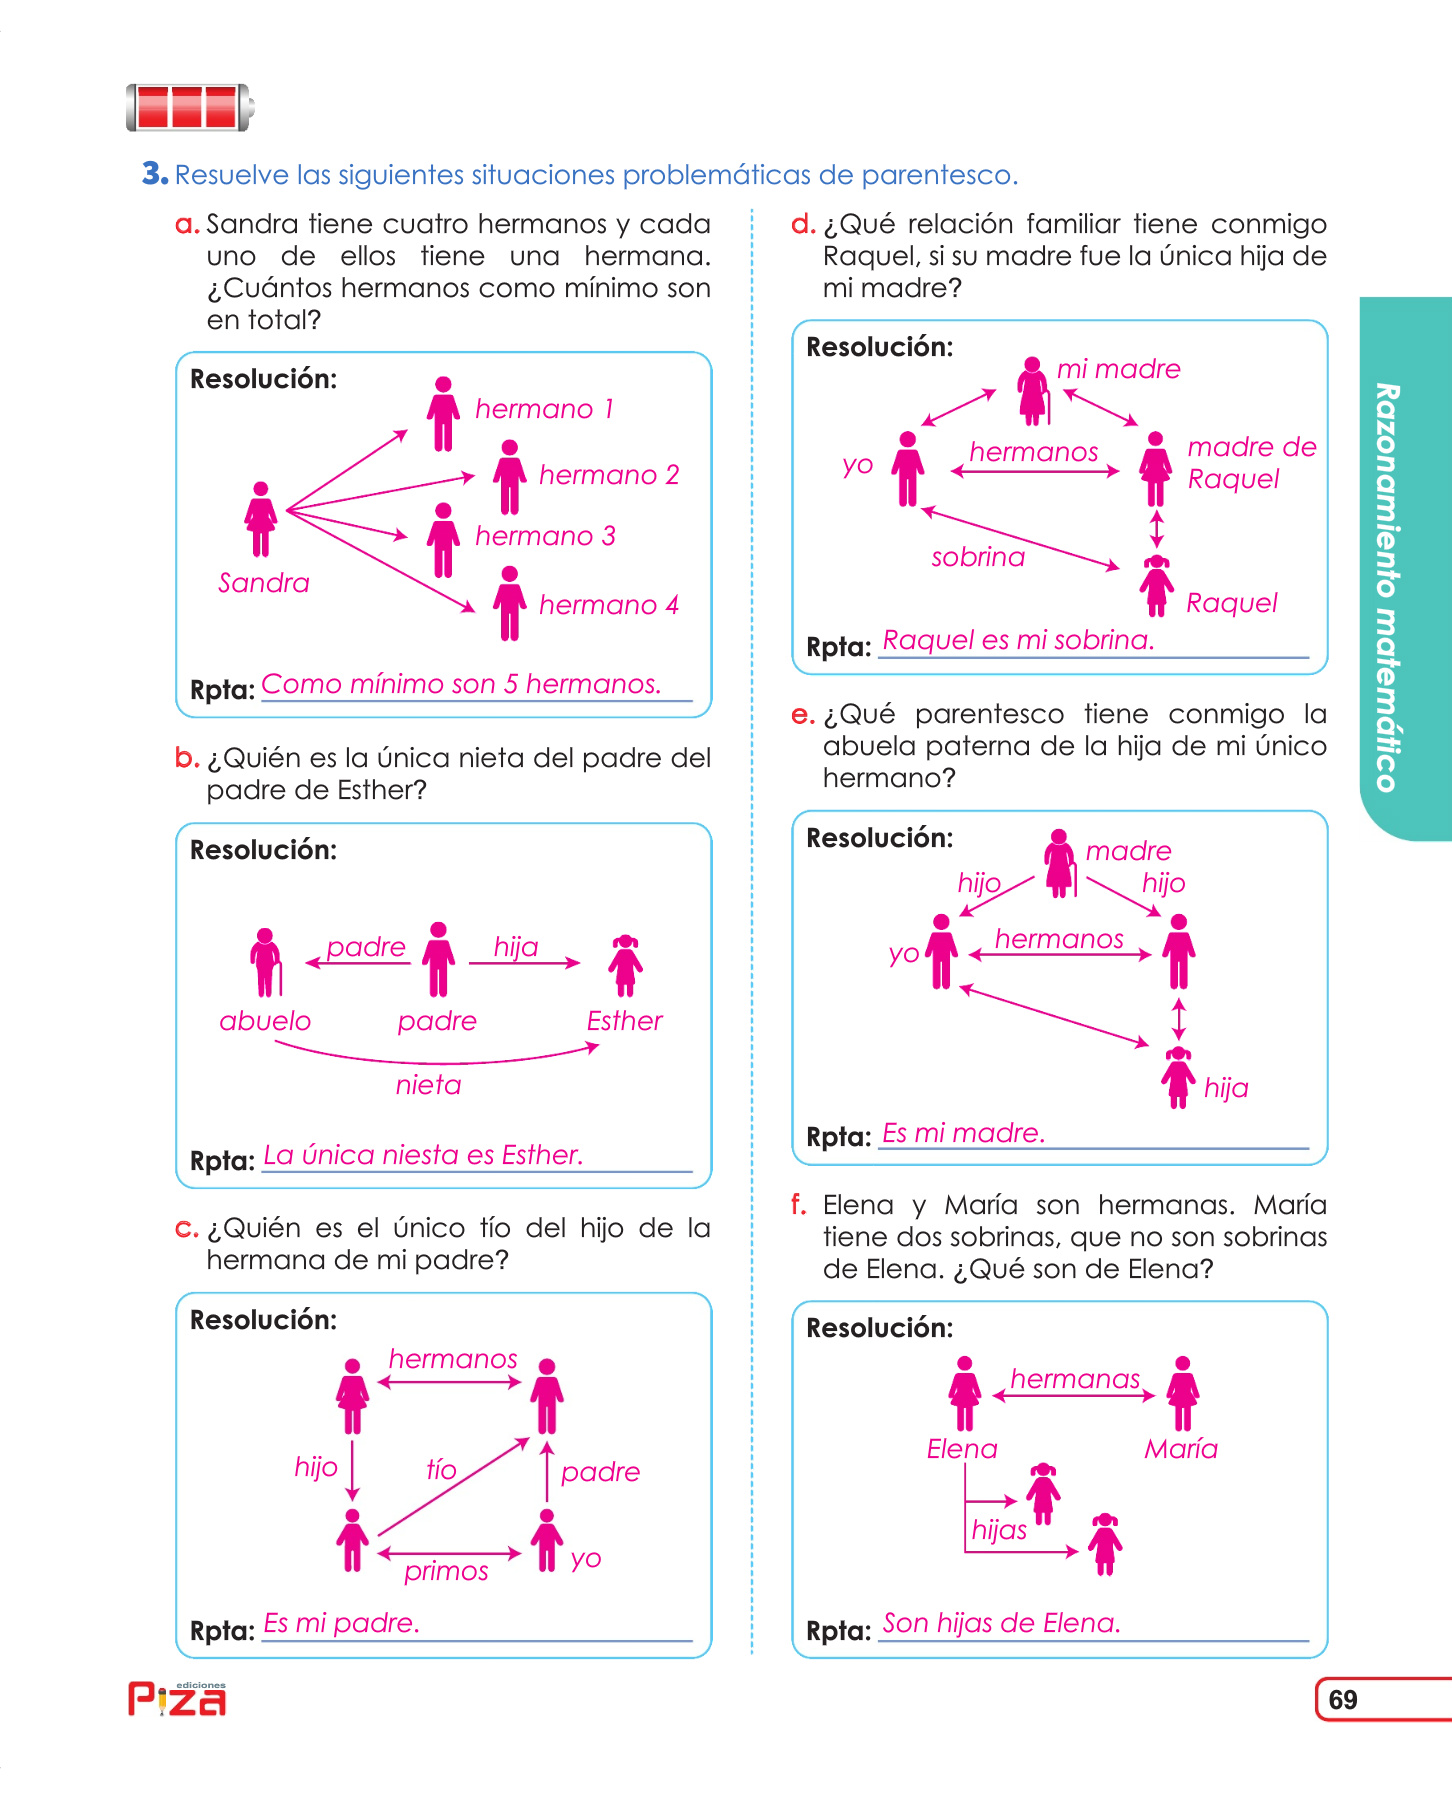 3. Resuelve las siguientes situaciones problemáticas de parentesco.
a. Sandra tiene cuatro hermanos y cada
uno de ellos tiene una hermana.
¿Cuántos hermanos como mínimo son
en total?
Resolución:
hermano 1
hermano 2
hermano 3
Sandra
hermano 4
Rpta: Como mínimo son 5 hermanos.
b. ¿Quién es la única nieta del padre del
padre de Esther?
Resolución:
padre hija
abuelo padre Esther
nieta
Rpta: La única niesta es Esther.
c. ¿Quién es el único tío del hijo de la
hermana de mi padre?
Resolución:
hermanos
hijo tío padre
primos yo
Rpta: Es mi padre.
d. ¿Qué relación familiar tiene conmigo
Raquel, si su madre fue la única hija de
mi madre?
Resolución:
mi madre
yo hermanos madre de
Raquel
sobrina
Raquel
Rpta: Raquel es mi sobrina.
e. ¿Qué parentesco tiene conmigo la
abuela paterna de la hija de mi único
hermano?
Resolución:
madre
hijo hijo
yo hermanos
hija
Rpta: Es mi madre.
f. Elena y María son hermanas. María
tiene dos sobrinas, que no son sobrinas
de Elena. ¿Qué son de Elena?
Resolución:
hermanas
Elena María
hijas
Rpta: Son hijas de Elena.
Razonamiento matemático
ediciones
Piza
69